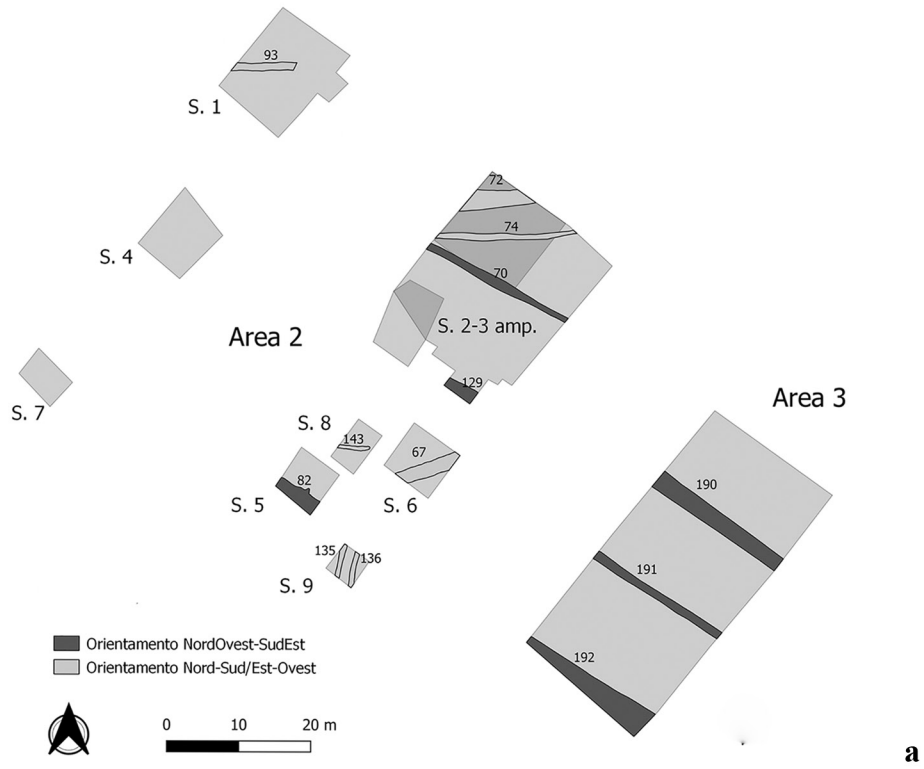 93
S. 1
72
74
S. 4
70
S. 2-3 amp.
Area 2
129
Area 3
S. 7
S. 8
143
67
190
82
S. 5
S. 6
135
136
191
S. 9
Orientamento NordOvest-SudEst
Orientamento Nord-Sud/Est-Ovest
192
0 10 20 m
a